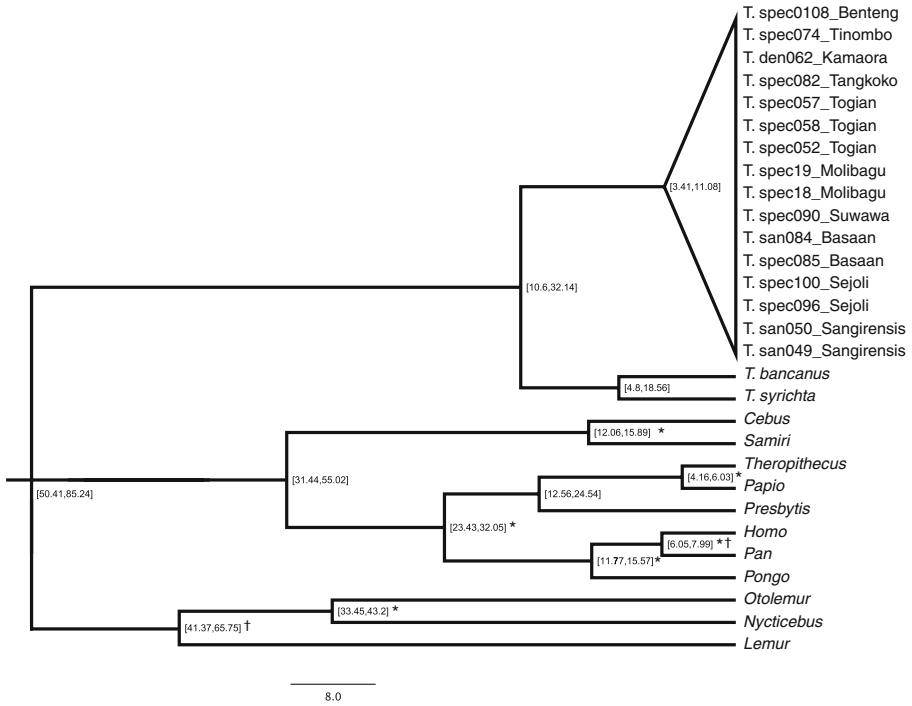 T. spec0108_Benteng
T. spec074_Tinombo
T. den062_Kamaora
T. spec082_Tangkoko
T. spec057_Togian
T. spec058_Togian
T. spec052_Togian
T. spec19_Molibagu
[3.41,11.08]
T. spec18_Molibagu
T. spec090_Suwawa
T. san084_Basaan
T. spec085_Basaan
T. spec100_Sejoli
[10.6,32.14]
T. spec096_Sejoli
T. san050_Sangirensis
T. san049_Sangirensis
T. bancanus
[4.8,18.56]
T. syrichta
Cebus
[12.06,15.89] *
Samiri
Theropithecus
[4.16,6.03] *
[31.44,55.02]
Papio
[50.41,85.24]
[12.56,24.54]
Presbytis
[23.43,32.05] *
Homo
[6.05,7.99] * †
Pan
[11.77,15.57] *
Pongo
Otolemur
[33.45,43.2] *
Nycticebus
[41.37,65.75] †
Lemur
8.0